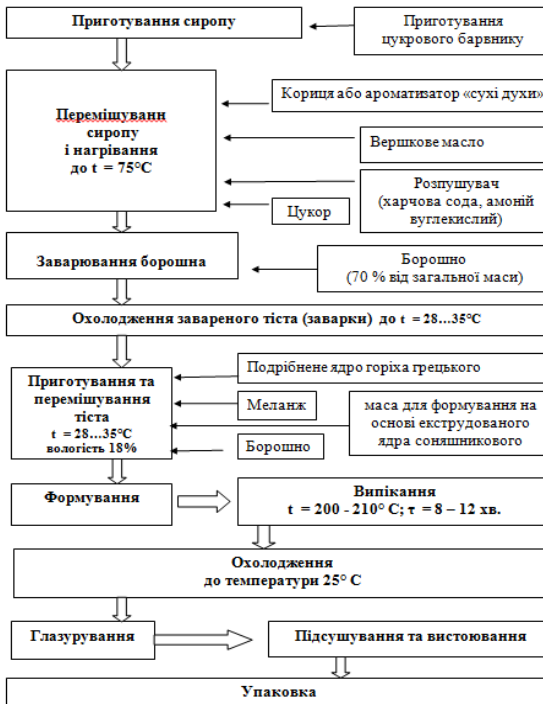 Приготування сиропу
Приготування
цукрового барвнику
Перемішуванн
сиропу
і нагрівання
до t = 75°С
Кориця або ароматизатор «сухі духи»
Вершкове масло
Розпушувач
(харчова сода, амоній
вуглекислий)
Цукор
Заварювання борошна
Борошно
(70 % від загальної маси)
Охолодження завареного тіста (заварки) до t = 28...35°С
Приготування та
перемішування
тіста
t = 28...35°С
вологість 18%
Подрібнене ядро горіха грецького
Меланж
маса для формування на
основі екструдованого
ядра соняшникового
Борошно
Формування
Випікання
t = 200 - 210° С; τ = 8 – 12 хв.
Охолодження
до температури 25° С
Глазурування
Підсушування та вистоювання
Упаковка